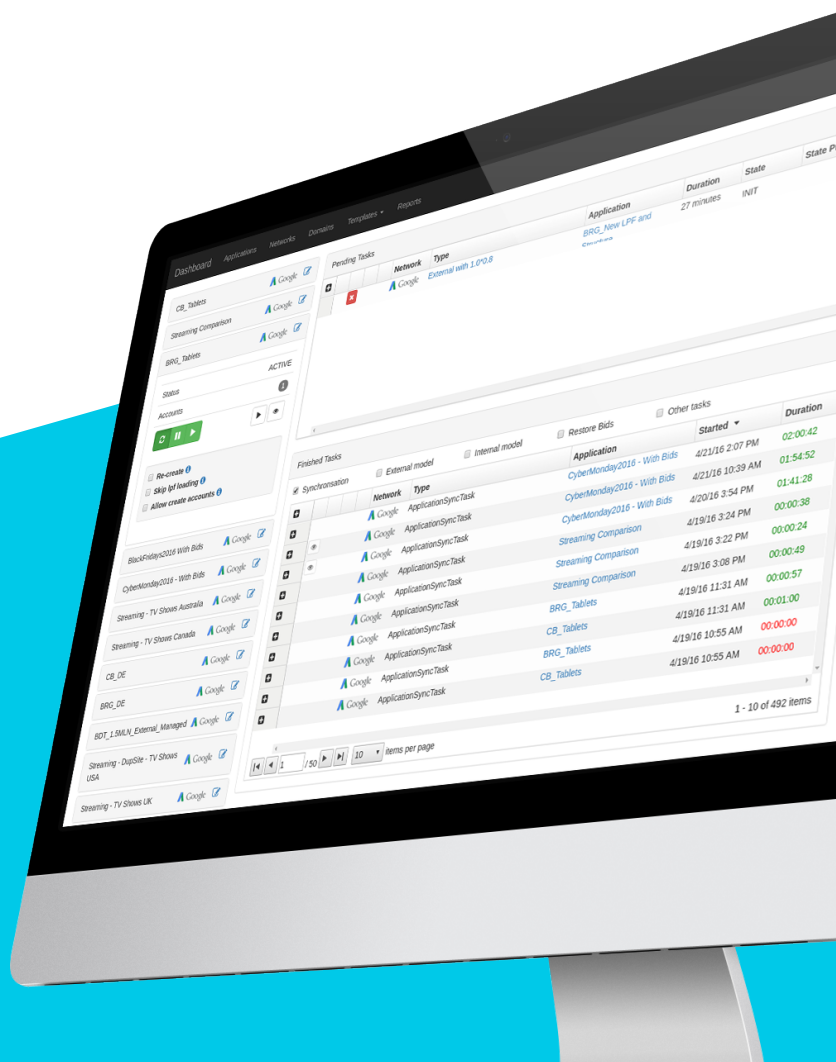 Dashboard Applications Networks Domains Templates Reports
CB_Tablets Google
Streaming Comparison Google
BRG_Tablets Google
Status ACTIVE
Accounts 1
Re-create
Skip lpf loading
Allow create accounts
BlackFridays2016 With Bids Google
CyberMonday2016 - With Bids Google
Streaming - TV Shows Australia Google
Streaming - TV Shows Canada Google
CB_DE Google
BRG_DE Google
BDT_1.5MLN_External_Managed Google
Streaming - DupSite - TV Shows
USA Google
Streaming - TV Shows UK Google
Pending Tasks
Network Type Application Duration State State
Google External with 1.0*0.8 BRG_New LPF and 27 minutes INIT
Finished Tasks
Synchronisation External model Internal model Restore Bids Other tasks
Network Type Application Started Duration
Google ApplicationSyncTask CyberMonday2016 - With Bids 4/21/16 2:07 PM 02:00:42
Google ApplicationSyncTask CyberMonday2016 - With Bids 4/21/16 10:39 AM 01:54:52
Google ApplicationSyncTask CyberMonday2016 - With Bids 4/20/16 3:54 PM 01:41:28
Google ApplicationSyncTask Streaming Comparison 4/19/16 3:24 PM 00:00:38
Google ApplicationSyncTask Streaming Comparison 4/19/16 3:22 PM 00:00:24
Google ApplicationSyncTask Streaming Comparison 4/19/16 3:08 PM 00:00:49
Google ApplicationSyncTask BRG_Tablets 4/19/16 11:31 AM 00:00:57
Google ApplicationSyncTask CB_Tablets 4/19/16 11:31 AM 00:01:00
Google ApplicationSyncTask BRG_Tablets 4/19/16 10:55 AM 00:00:00
Google ApplicationSyncTask CB_Tablets 4/19/16 10:55 AM 00:00:00
1 / 50 10 items per page 1 - 10 of 492 items